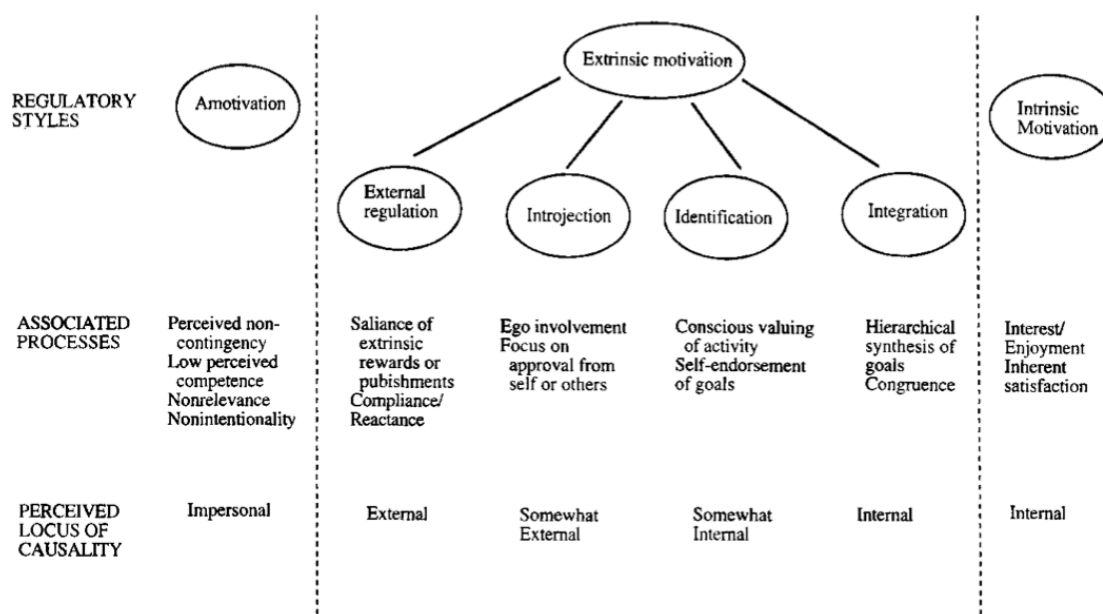 Extrinsic motivation
REGULATORY
STYLES
Amotivation
Intrinsic
Motivation
External
regulation
Introjection
Identification
Integration
ASSOCIATED
PROCESSES
Perceived non-
contingency
Low perceived
competence
Nonrelevance
Nonintentionality
Saliance of
extrinsic
rewards or
pubishments
Compliance/
Reactance
Ego involvement
Focus on
approval from
self or others
Conscious valuing
of activity
Self-endorsement
of goals
Hierarchical
synthesis of
goals
Congruence
Interest/
Enjoyment
Inherent
satisfaction
PERCEIVED
LOCUS OF
CAUSALITY
Impersonal
External
Somewhat
External
Somewhat
Internal
Internal
Internal